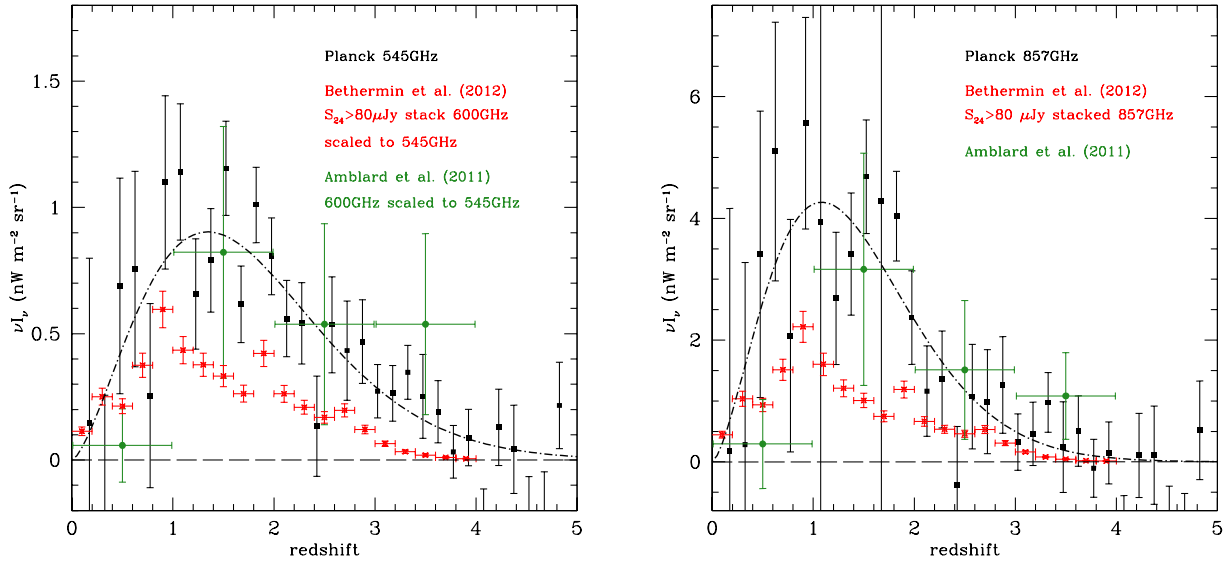 Planck 545GHz
Bethermin et al. (2012)
S24>80μJy stack 600GHz
scaled to 545GHz
Amblard et al. (2011)
600GHz scaled to 545GHz
νIν (nW m−2 sr−1)
1.5
1
0.5
0
0 1 2 3 4 5
redshift
Planck 857GHz
Bethermin et al. (2012)
S24>80 μJy stacked 857GHz
Amblard et al. (2011)
νIν (nW m−2 sr−1)
6
4
2
0
0 1 2 3 4 5
redshift